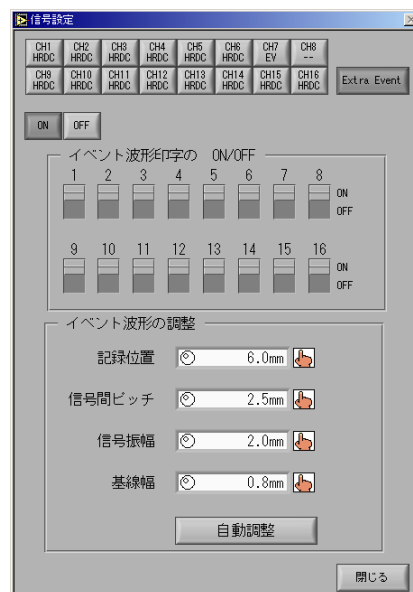 信号設定
CH1 CH2 CH3 CH4 CH5 CH6 CH7 CH8
HRDC HRDC HRDC HRDC HRDC HRDC EV --
CH9 CH10 CH11 CH12 CH13 CH14 CH15 CH16
HRDC HRDC HRDC HRDC HRDC HRDC HRDC HRDC
Extra Event
ON OFF
イベント波形印字の ON/OFF
1 2 3 4 5 6 7 8
ON
OFF
9 10 11 12 13 14 15 16
ON
OFF
イベント波形の調整
記録位置 6.0mm
信号間ピッチ 2.5mm
信号振幅 2.0mm
基線幅 0.8mm
自動調整
閉じる